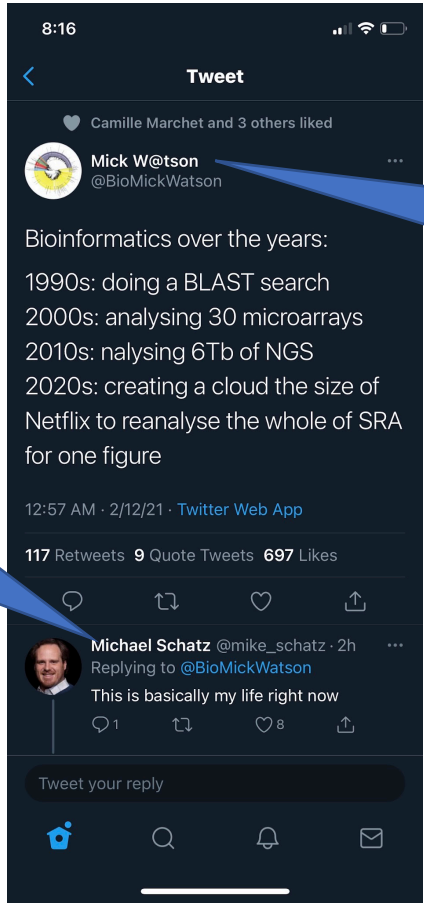 8:16
Tweet
Camille Marchet and 3 others liked
Mick W@tson
@BioMickWatson
Bioinformatics over the years:
1990s: doing a BLAST search
2000s: analysing 30 microarrays
2010s: nalysing 6Tb of NGS
2020s: creating a cloud the size of
Netflix to reanalyse the whole of SRA
for one figure
12:57 AM · 2/12/21 · Twitter Web App
117 Retweets 9 Quote Tweets 697 Likes
Michael Schatz @mike_schatz · 2h
Replying to @BioMickWatson
This is basically my life right now
1 8
Tweet your reply